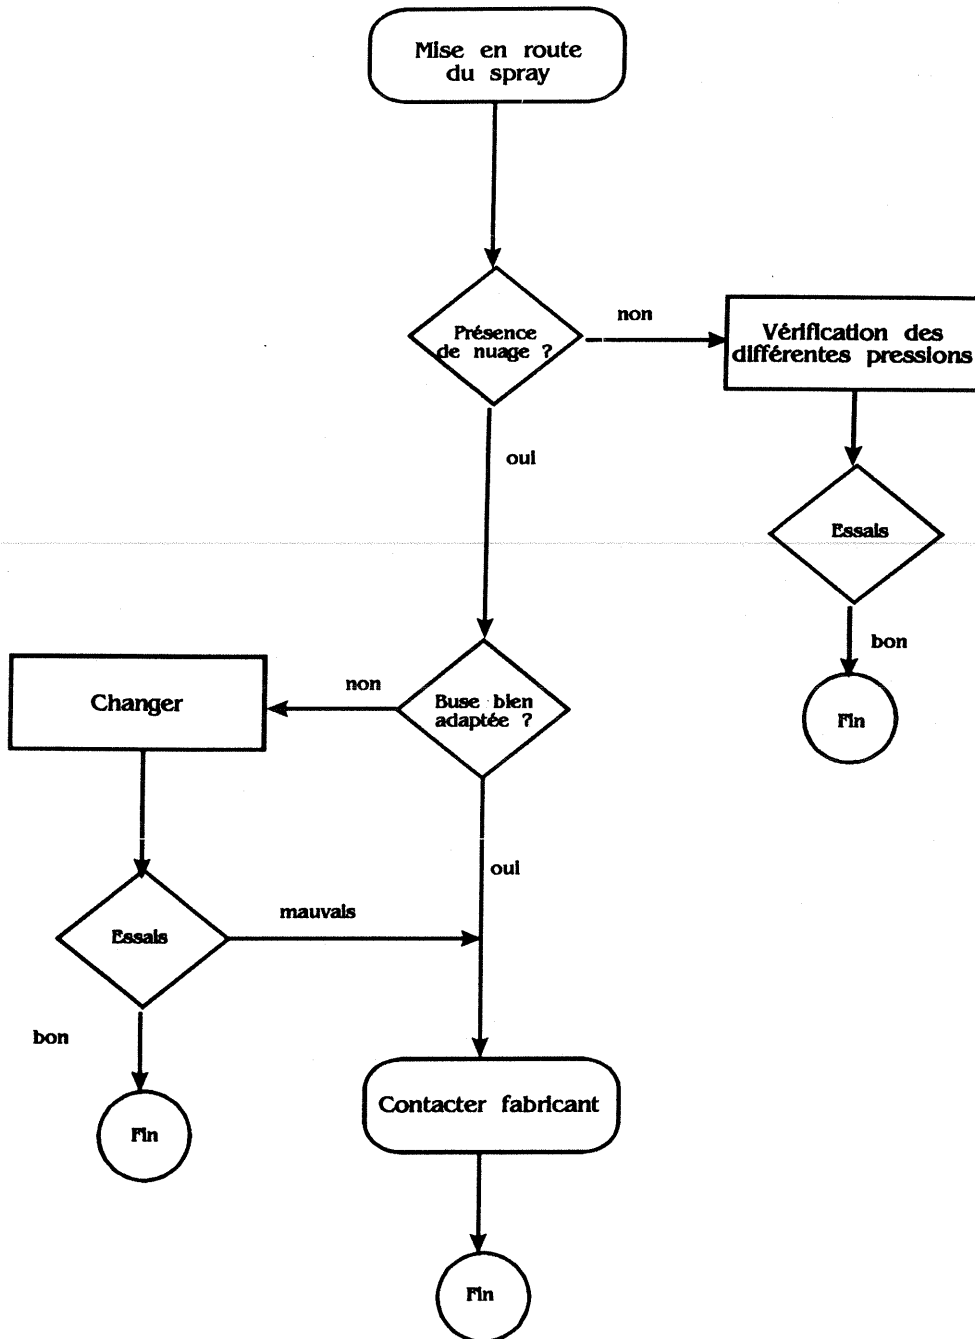 Mise en route
du spray
Présence
de nuage ?
non
Vérification des
différentes pressions
oui
Essais
bon
Fin
Buse bien
adaptée ?
non
Changer
oui
Essais
mauvais
bon
Fin
Contacter fabricant
Fin